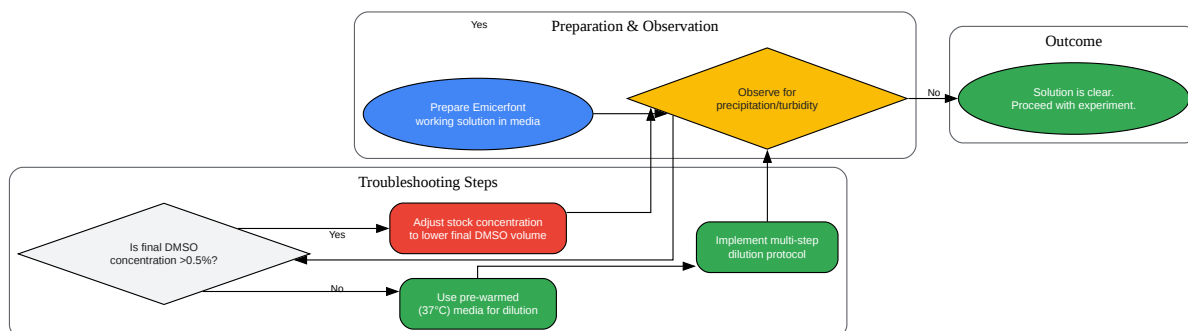 Yes
Preparation & Observation
Outcome
Prepare Emicerfont
working solution in media
Observe for
precipitation/turbidity
No
Solution is clear.
Proceed with experiment.
Troubleshooting Steps
Is final DMSO
concentration >0.5%?
Yes
Adjust stock concentration
to lower final DMSO volume
Implement multi-step
dilution protocol
No
Use pre-warmed
(37°C) media for dilution